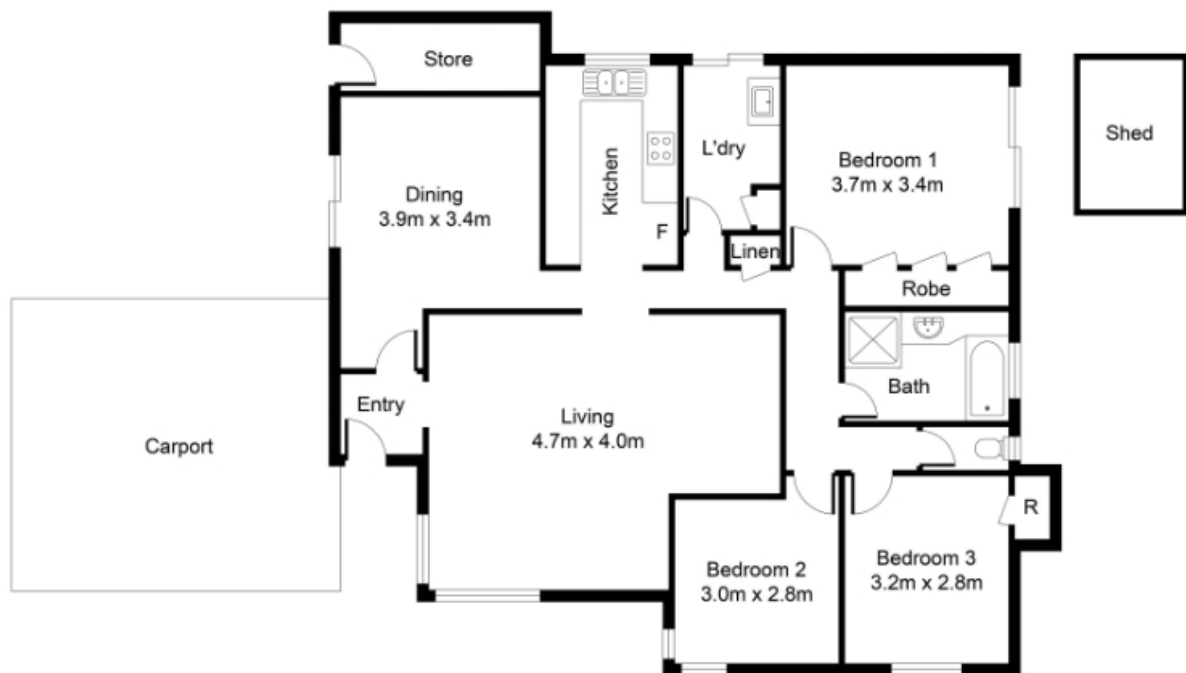 Store
Shed
L'dry
Bedroom 1
3.7m x 3.4m
Kitchen
Dining
3.9m x 3.4m
F
Linen
Robe
Bath
Entry
Living
4.7m x 4.0m
Carport
R
Bedroom 2
3.0m x 2.8m
Bedroom 3
3.2m x 2.8m